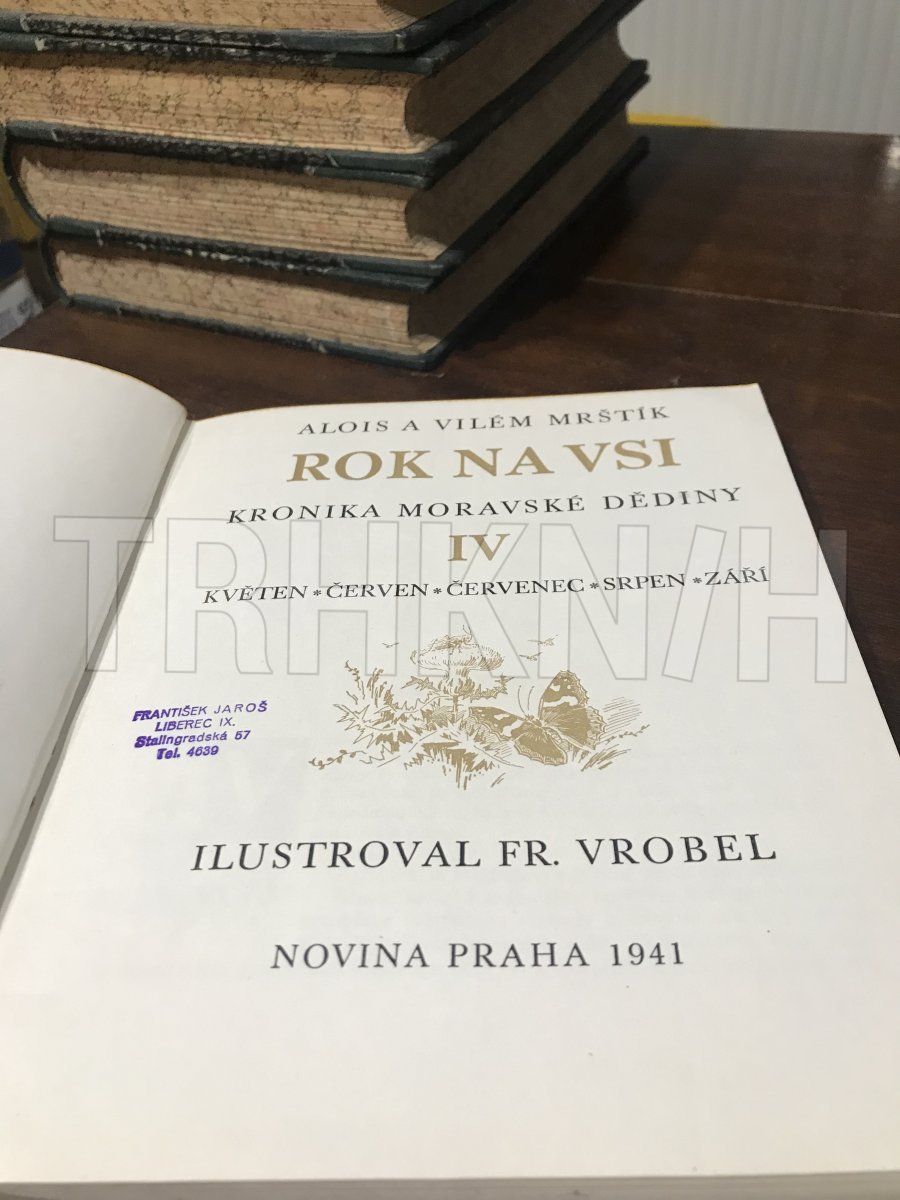 ALOIS A VILÉM MRŠTÍK
ROK NA VSI
KRONIKA MORAVSKÉ DĚDINY
IV
KVĚTEN * ČERVEN * ČERVENEC * SRPEN * ZÁŘÍ
TRHKNIH
FRANTIŠEK JAROŠ
LIBEREC IX.
Stalingradská 57
Tel. 4639
ILUSTROVAL FR. VROBEL
NOVINA PRAHA 1941